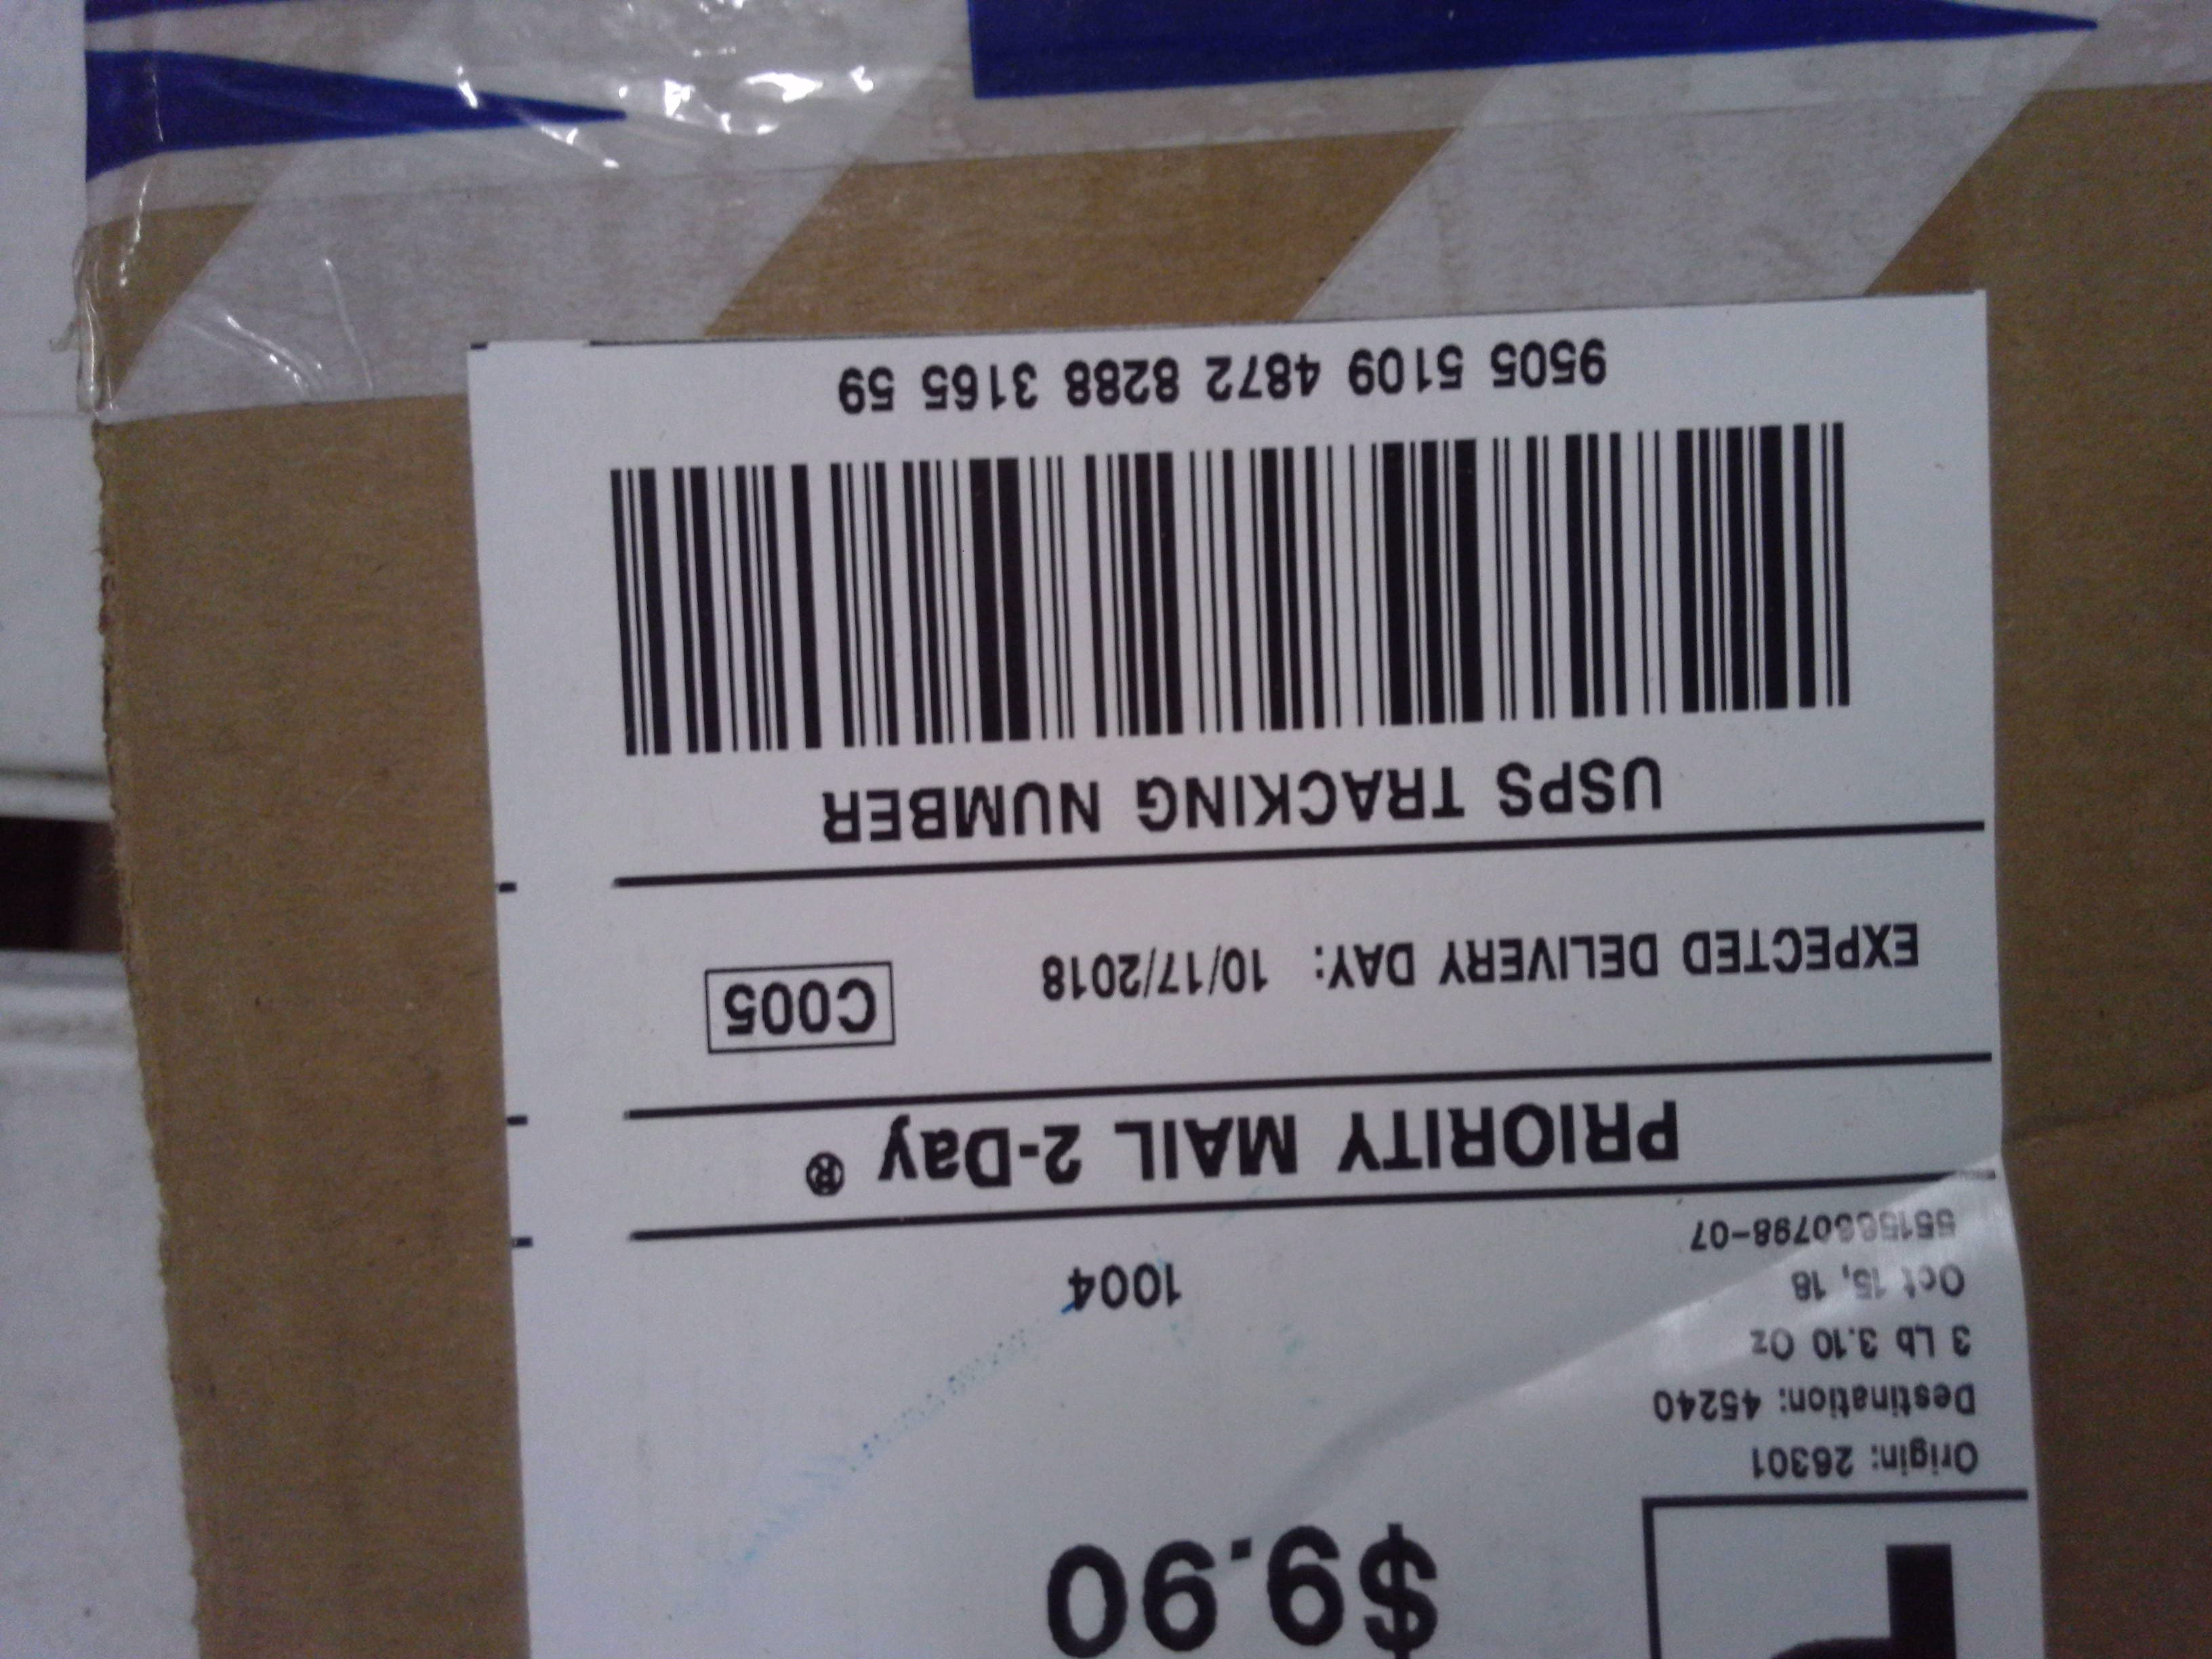 $9.90
Origin: 26301
Destination: 45240
3 Lb 3.10 Oz
Oct 15, 18
1004
PRIORITY MAIL 2-Day ®
EXPECTED DELIVERY DAY: 10/17/2018
C005
USPS TRACKING NUMBER
9505 5109 4872 8288 3165 59